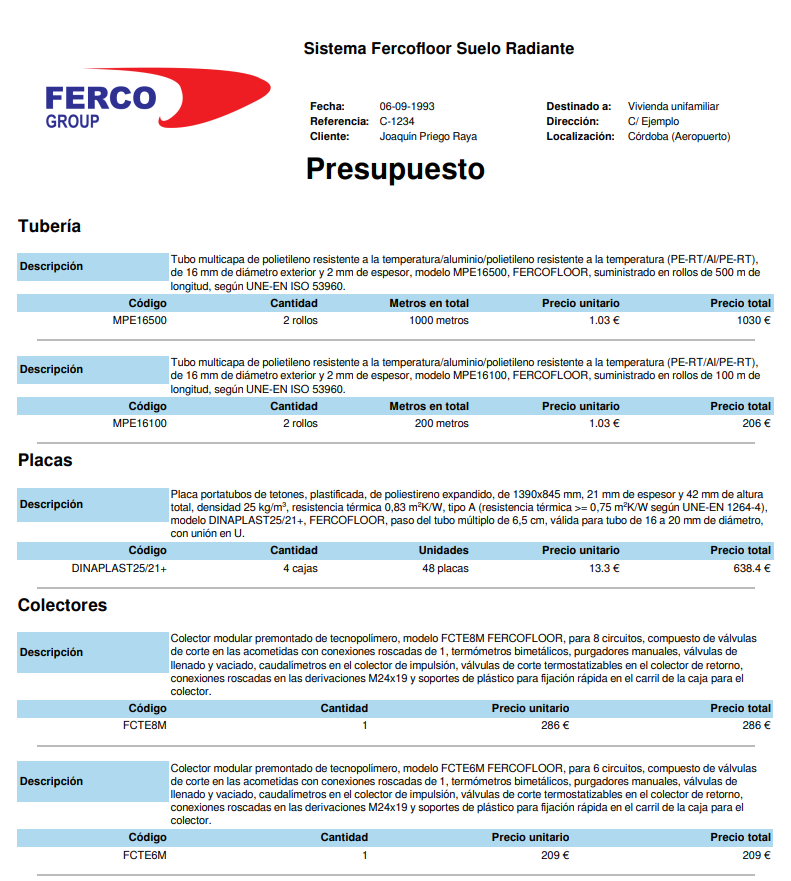 Sistema Fercofloor Suelo Radiante
FERCO
GROUP
Fecha: 06-09-1993 Destinado a: Vivienda unifamiliar
Referencia: C-1234 Dirección: C/ Ejemplo
Cliente: Joaquín Priego Raya Localización: Córdoba (Aeropuerto)
Presupuesto
Tubería
Descripción
Tubo multicapa de polietileno resistente a la temperatura/aluminio/polietileno resistente a la temperatura (PE-RT/Al/PE-RT),
de 16 mm de diámetro exterior y 2 mm de espesor, modelo MPE16500, FERCOFLOOR, suministrado en rollos de 500 m de
longitud, según UNE-EN ISO 53960.
Código Cantidad Metros en total Precio unitario Precio total
MPE16500 2 rollos 1000 metros 1.03 € 1030 €
Descripción
Tubo multicapa de polietileno resistente a la temperatura/aluminio/polietileno resistente a la temperatura (PE-RT/Al/PE-RT),
de 16 mm de diámetro exterior y 2 mm de espesor, modelo MPE16100, FERCOFLOOR, suministrado en rollos de 100 m de
longitud, según UNE-EN ISO 53960.
Código Cantidad Metros en total Precio unitario Precio total
MPE16100 2 rollos 200 metros 1.03 € 206 €
Placas
Descripción
Placa portatubos de tetones, plastificada, de poliestireno expandido, de 1390x845 mm, 21 mm de espesor y 42 mm de altura
total, densidad 25 kg/m³, resistencia térmica 0,83 m²K/W, tipo A (resistencia térmica >= 0,75 m²K/W según UNE-EN 1264-4),
modelo DINAPLAST25/21+, FERCOFLOOR, paso del tubo múltiplo de 6,5 cm, válida para tubo de 16 a 20 mm de diámetro,
con unión en U.
Código Cantidad Unidades Precio unitario Precio total
DINAPLAST25/21+ 4 cajas 48 placas 13.3 € 638.4 €
Colectores
Descripción
Colector modular premontado de tecnopolímero, modelo FCTE8M FERCOFLOOR, para 8 circuitos, compuesto de válvulas
de corte en las acometidas con conexiones roscadas de 1, termómetros bimetálicos, purgadores manuales, válvulas de
llenado y vaciado, caudalímetros en el colector de impulsión, válvulas de corte termostatizables en el colector de retorno,
conexiones roscadas en las derivaciones M24x19 y soportes de plástico para fijación rápida en el carril de la caja para el
colector.
Código Cantidad Precio unitario Precio total
FCTE8M 1 286 € 286 €
Descripción
Colector modular premontado de tecnopolímero, modelo FCTE6M FERCOFLOOR, para 6 circuitos, compuesto de válvulas
de corte en las acometidas con conexiones roscadas de 1, termómetros bimetálicos, purgadores manuales, válvulas de
llenado y vaciado, caudalímetros en el colector de impulsión, válvulas de corte termostatizables en el colector de retorno,
conexiones roscadas en las derivaciones M24x19 y soportes de plástico para fijación rápida en el carril de la caja para el
colector.
Código Cantidad Precio unitario Precio total
FCTE6M 1 209 € 209 €